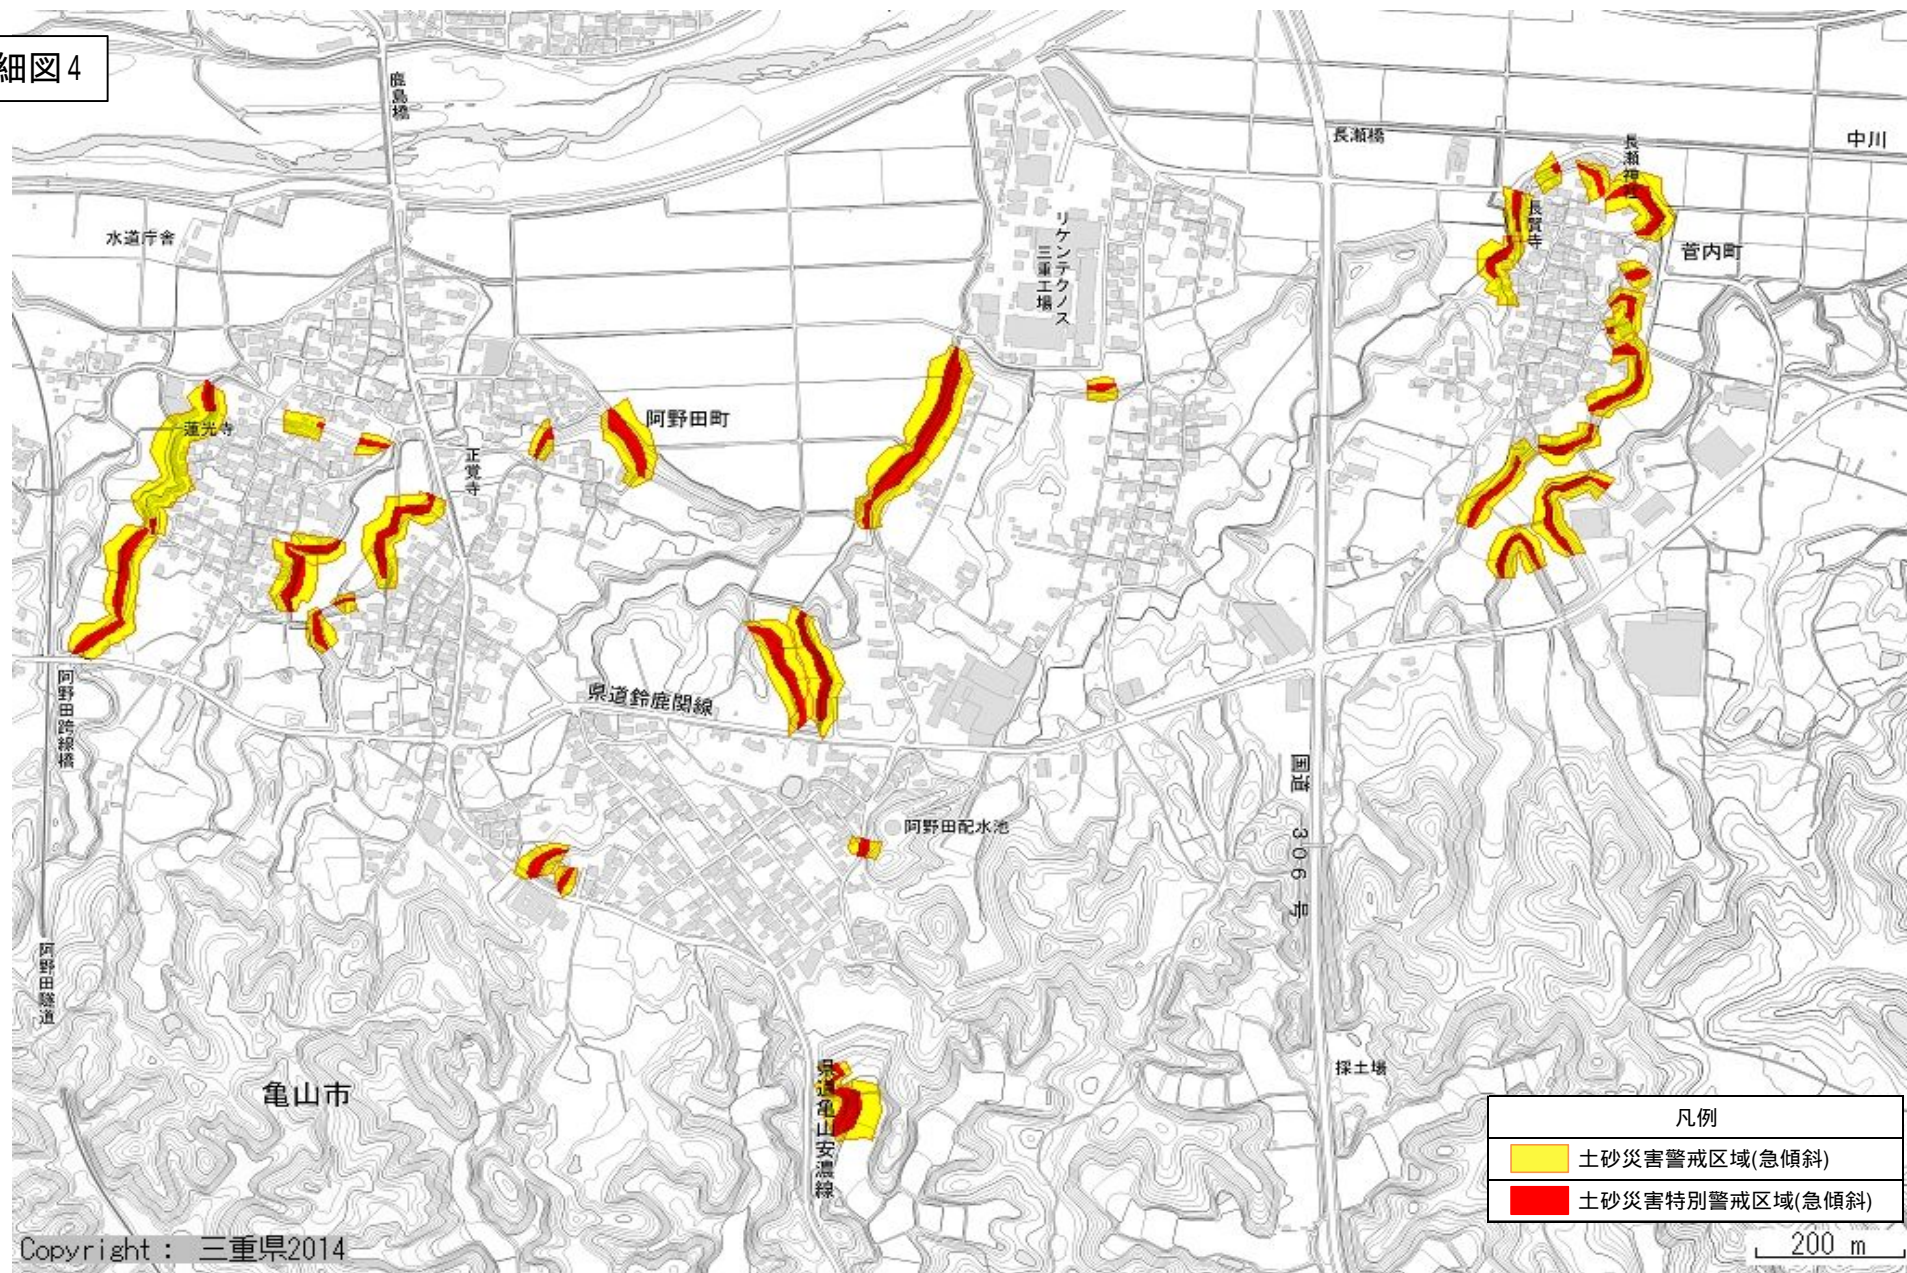 細図4
鹿島橋
長瀬橋
長瀬神社
中川
水道庁舎
リケンテクノス
三重工場
長賢寺
菅内町
蓮光寺
正覚寺
阿野田町
阿野田跨線橋
県道鈴鹿関線
国道 306 号
阿野田配水池
阿野田隧道
亀山市
県道亀山安濃線
採土場
凡例
土砂災害警戒区域(急傾斜)
土砂災害特別警戒区域(急傾斜)
Copyright : 三重県2014
200 m